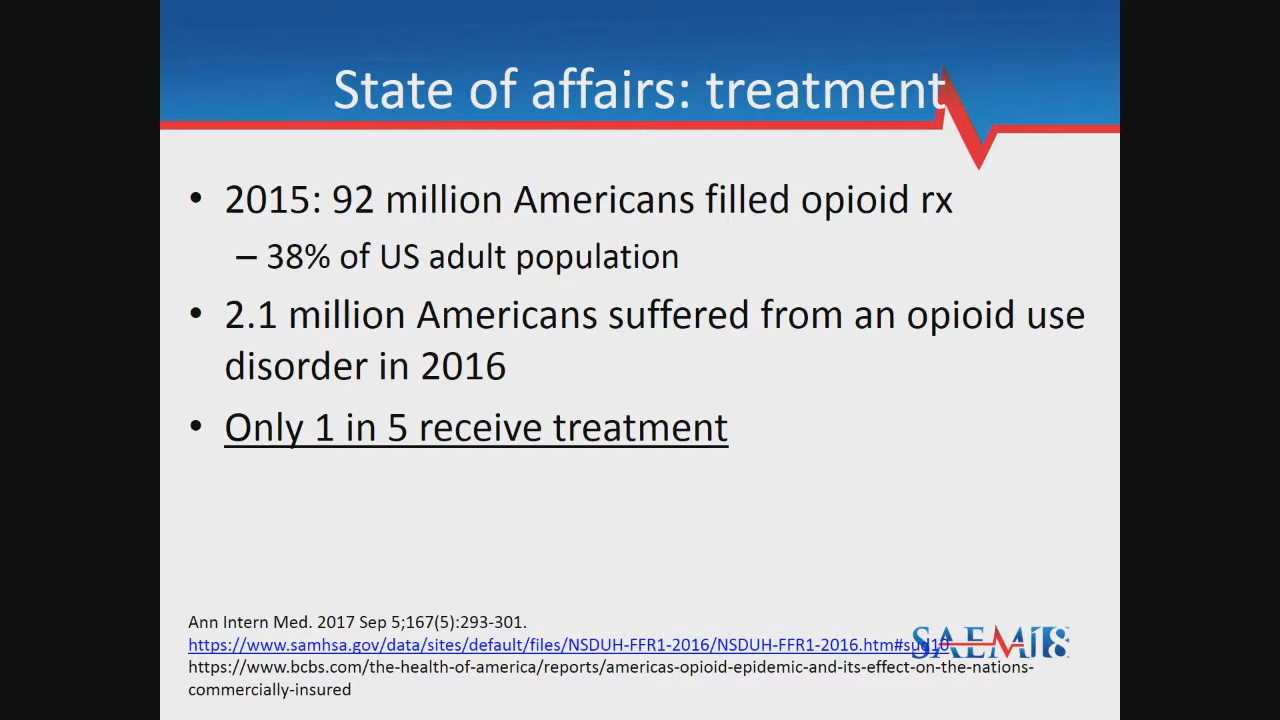 State of affairs: treatment
• 2015: 92 million Americans filled opioid rx
– 38% of US adult population
• 2.1 million Americans suffered from an opioid use
disorder in 2016
• Only 1 in 5 receive treatment
Ann Intern Med. 2017 Sep 5;167(5):293-301.
https://www.samhsa.gov/data/sites/default/files/NSDUH-FFR1-2016/NSDUH-FFR1-2016.htm#sud10
SAEM18
https://www.bcbs.com/the-health-of-america/reports/americas-opioid-epidemic-and-its-effect-on-the-nations-
commercially-insured